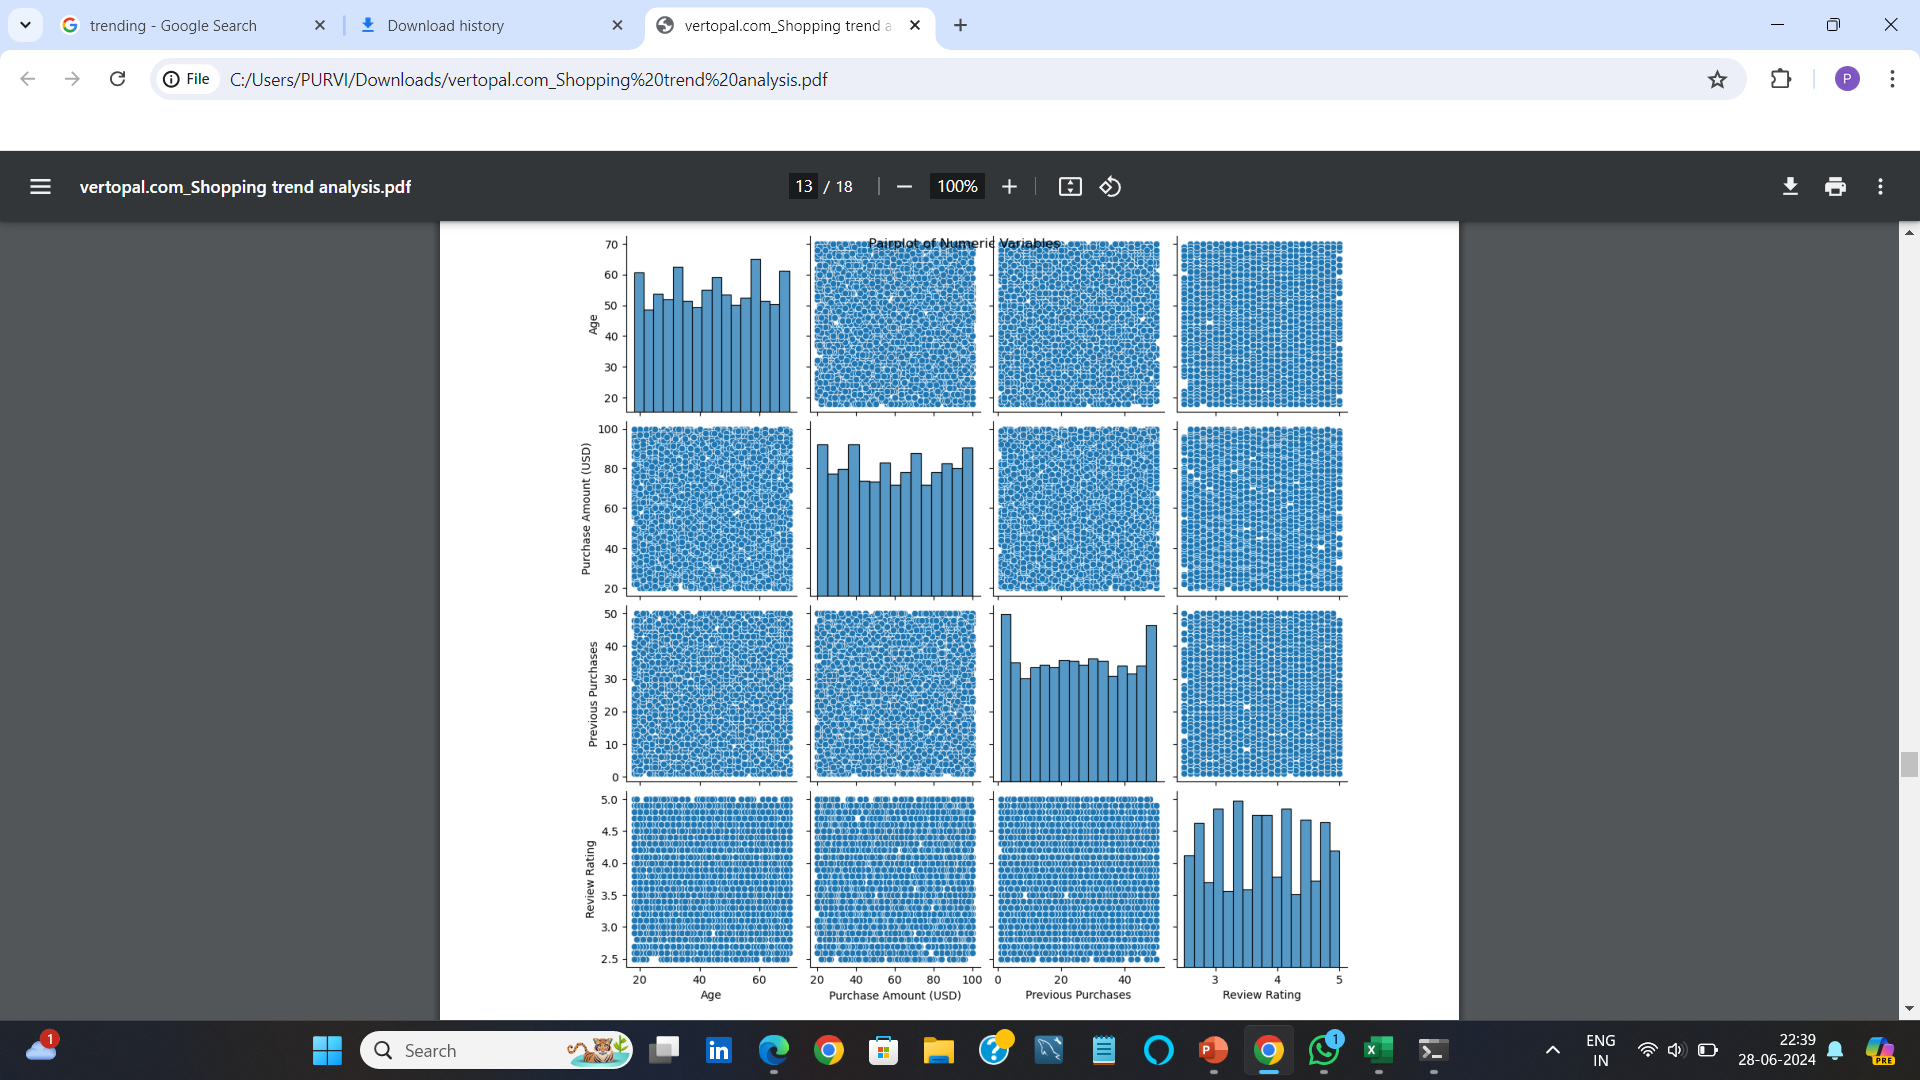 trending - Google Search
Download history
vertopal.com_Shopping trend a
File
C:/Users/PURVI/Downloads/vertopal.com_Shopping%20trend%20analysis.pdf
P
vertopal.com_Shopping trend analysis.pdf
13 / 18
100%
Pairplot of Numeric Variables
70
60
50
40
30
20
Age
100
80
60
40
20
Purchase Amount (USD)
50
40
30
20
10
0
Previous Purchases
5.0
4.5
4.0
3.5
3.0
2.5
Review Rating
20 40 60
20 40 60 80 100
0 20 40
3 4 5
Age
Purchase Amount (USD)
Previous Purchases
Review Rating
1
Search
1
ENG
IN
22:39
28-06-2024
PRE